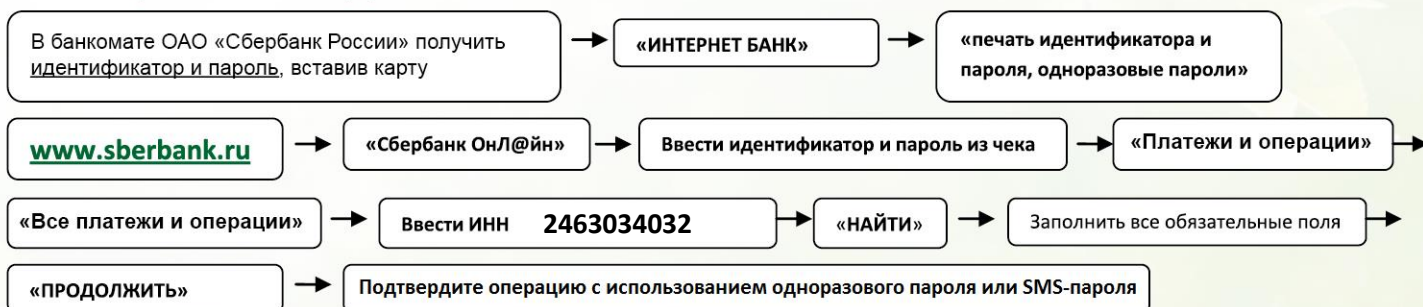 В банкомате ОАО «Сбербанк России» получить
идентификатор и пароль, вставив карту
«ИНТЕРНЕТ БАНК»
«печать идентификатора и
пароля, одноразовые пароли»
www.sberbank.ru
«Сбербанк ОнЛ@йн»
Ввести идентификатор и пароль из чека
«Платежи и операции»
«Все платежи и операции»
Ввести ИНН 2463034032
«НАЙТИ»
Заполнить все обязательные поля
«ПРОДОЛЖИТЬ»
Подтвердите операцию с использованием одноразового пароля или SMS-пароля